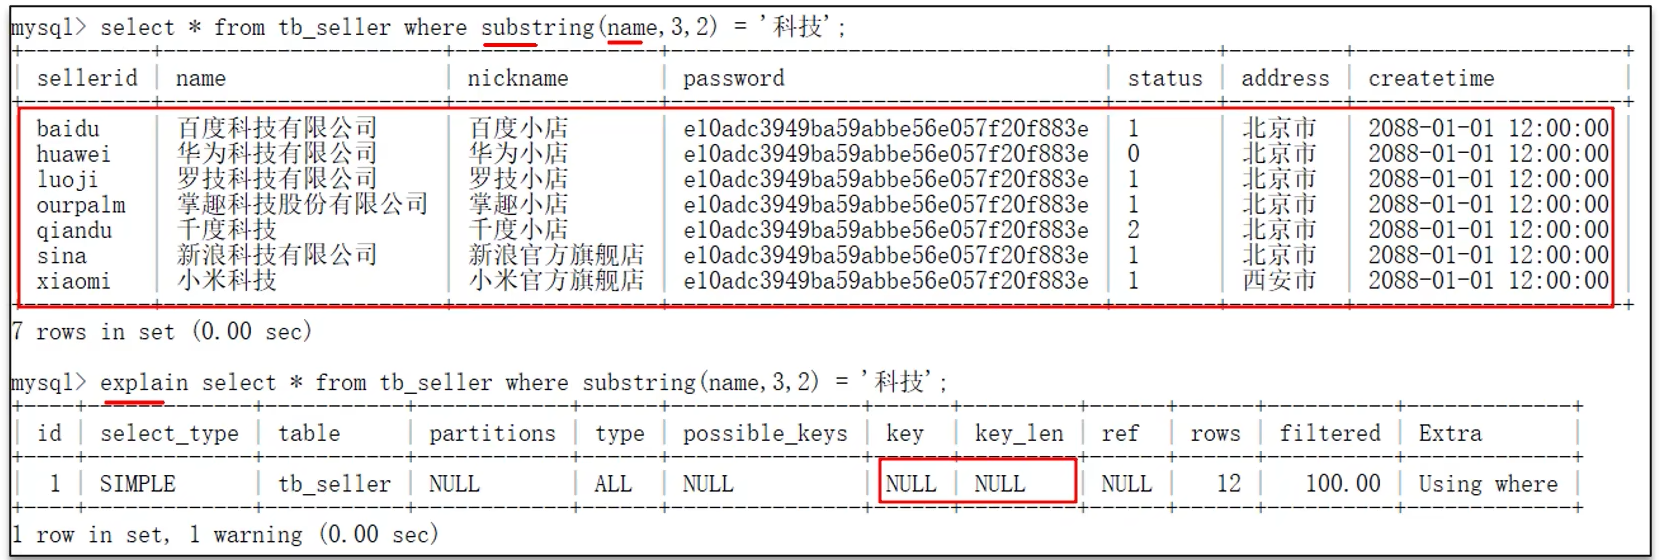 mysql> select * from tb_seller where substring(name,3,2) = '科技';
| sellerid | name | nickname | password | status | address | createtime |
| baidu | 百度科技有限公司 | 百度小店 | e10adc3949ba59abbe56e057f20f883e | 1 | 北京市 | 2088-01-01 12:00:00 |
| huawei | 华为科技有限公司 | 华为小店 | e10adc3949ba59abbe56e057f20f883e | 0 | 北京市 | 2088-01-01 12:00:00 |
| luoji | 罗技科技有限公司 | 罗技小店 | e10adc3949ba59abbe56e057f20f883e | 1 | 北京市 | 2088-01-01 12:00:00 |
| ourpalm | 掌趣科技股份有限公司 | 掌趣小店 | e10adc3949ba59abbe56e057f20f883e | 1 | 北京市 | 2088-01-01 12:00:00 |
| qiandu | 千度科技 | 千度小店 | e10adc3949ba59abbe56e057f20f883e | 2 | 北京市 | 2088-01-01 12:00:00 |
| sina | 新浪科技有限公司 | 新浪官方旗舰店 | e10adc3949ba59abbe56e057f20f883e | 1 | 北京市 | 2088-01-01 12:00:00 |
| xiaomi | 小米科技 | 小米官方旗舰店 | e10adc3949ba59abbe56e057f20f883e | 1 | 西安市 | 2088-01-01 12:00:00 |
7 rows in set (0.00 sec)
mysql> explain select * from tb_seller where substring(name,3,2) = '科技';
| id | select_type | table | partitions | type | possible_keys | key | key_len | ref | rows | filtered | Extra |
| 1 | SIMPLE | tb_seller | NULL | ALL | NULL | NULL | NULL | NULL | 12 | 100.00 | Using where |
1 row in set, 1 warning (0.00 sec)